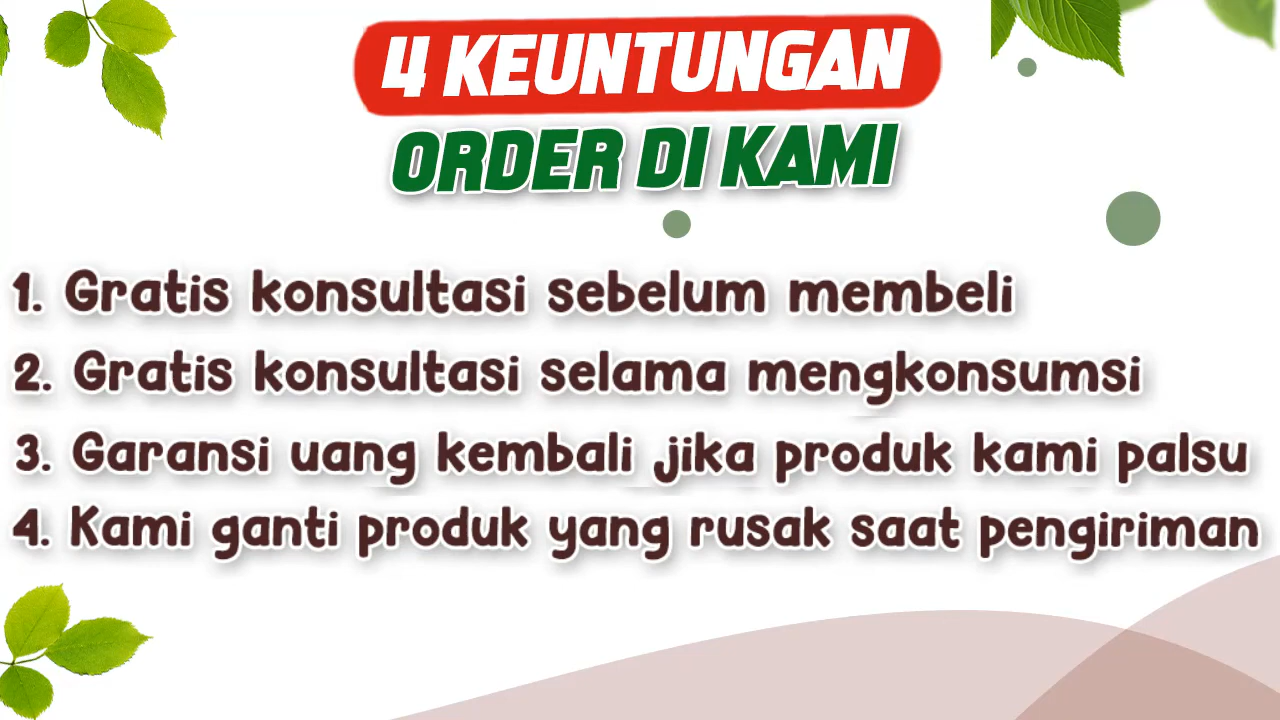 4 KEUNTUNGAN
ORDER DI KAMI
1. Gratis konsultasi sebelum membeli
2. Gratis konsultasi selama mengkonsumsi
3. Garansi uang kembali jika produk kami palsu
4. Kami ganti produk yang rusak saat pengiriman